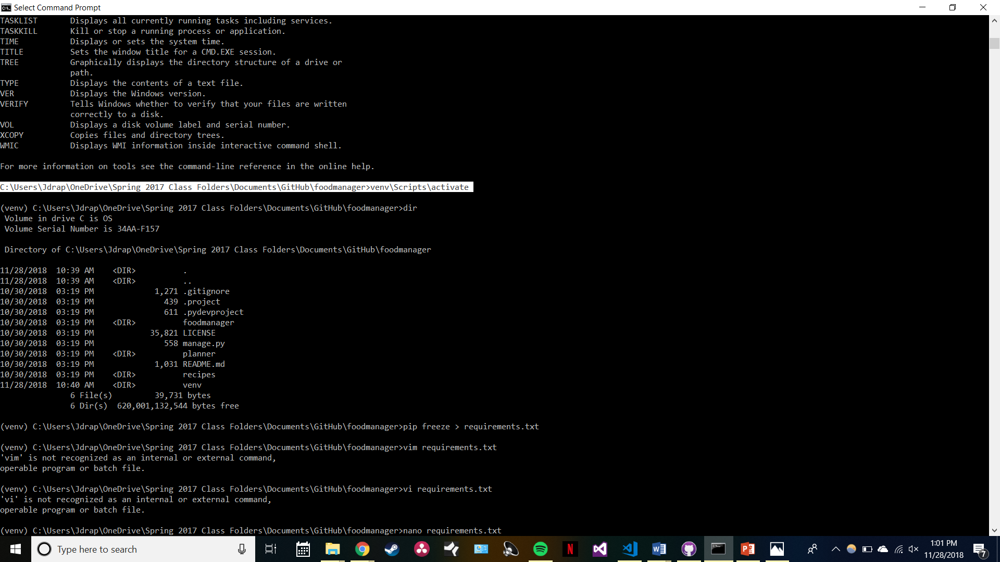 Select Command Prompt
TASKLIST       Displays all currently running tasks including services.
TASKKILL       Kill or stop a running process or application.
TIME           Displays or sets the system time.
TITLE          Sets the window title for a CMD.EXE session.
TREE           Graphically displays the directory structure of a drive or
               path.
TYPE           Displays the contents of a text file.
VER            Displays the Windows version.
VERIFY         Tells Windows whether to verify that your files are written
               correctly to a disk.
VOL            Displays a disk volume label and serial number.
XCOPY          Copies files and directory trees.
WMIC           Displays WMI information inside interactive command shell.
For more information on tools see the command-line reference in the online help.
C:\Users\Jdrap\OneDrive\Spring 2017 Class Folders\Documents\GitHub\foodmanager>venv\Scripts\activate
(venv) C:\Users\Jdrap\OneDrive\Spring 2017 Class Folders\Documents\GitHub\foodmanager>dir
 Volume in drive C is OS
 Volume Serial Number is 34AA-F157
 Directory of C:\Users\Jdrap\OneDrive\Spring 2017 Class Folders\Documents\GitHub\foodmanager
11/28/2018  10:39 AM    <DIR>          .
11/28/2018  10:39 AM    <DIR>          ..
10/30/2018  03:19 PM             1,271 .gitignore
10/30/2018  03:19 PM               439 .project
10/30/2018  03:19 PM               611 .pydevproject
10/30/2018  03:19 PM    <DIR>          foodmanager
10/30/2018  03:19 PM            35,821 LICENSE
10/30/2018  03:19 PM               558 manage.py
10/30/2018  03:19 PM    <DIR>          planner
10/30/2018  03:19 PM             1,031 README.md
10/30/2018  03:19 PM    <DIR>          recipes
11/28/2018  10:40 AM    <DIR>          venv
               6 File(s)         39,731 bytes
               6 Dir(s)  620,001,132,544 bytes free
(venv) C:\Users\Jdrap\OneDrive\Spring 2017 Class Folders\Documents\GitHub\foodmanager>pip freeze > requirements.txt
(venv) C:\Users\Jdrap\OneDrive\Spring 2017 Class Folders\Documents\GitHub\foodmanager>vim requirements.txt
'vim' is not recognized as an internal or external command,
operable program or batch file.
(venv) C:\Users\Jdrap\OneDrive\Spring 2017 Class Folders\Documents\GitHub\foodmanager>vi requirements.txt
'vi' is not recognized as an internal or external command,
operable program or batch file.
(venv) C:\Users\Jdrap\OneDrive\Spring 2017 Class Folders\Documents\GitHub\foodmanager>nano requirements.txt
Type here to search
1:01 PM
11/28/2018
7